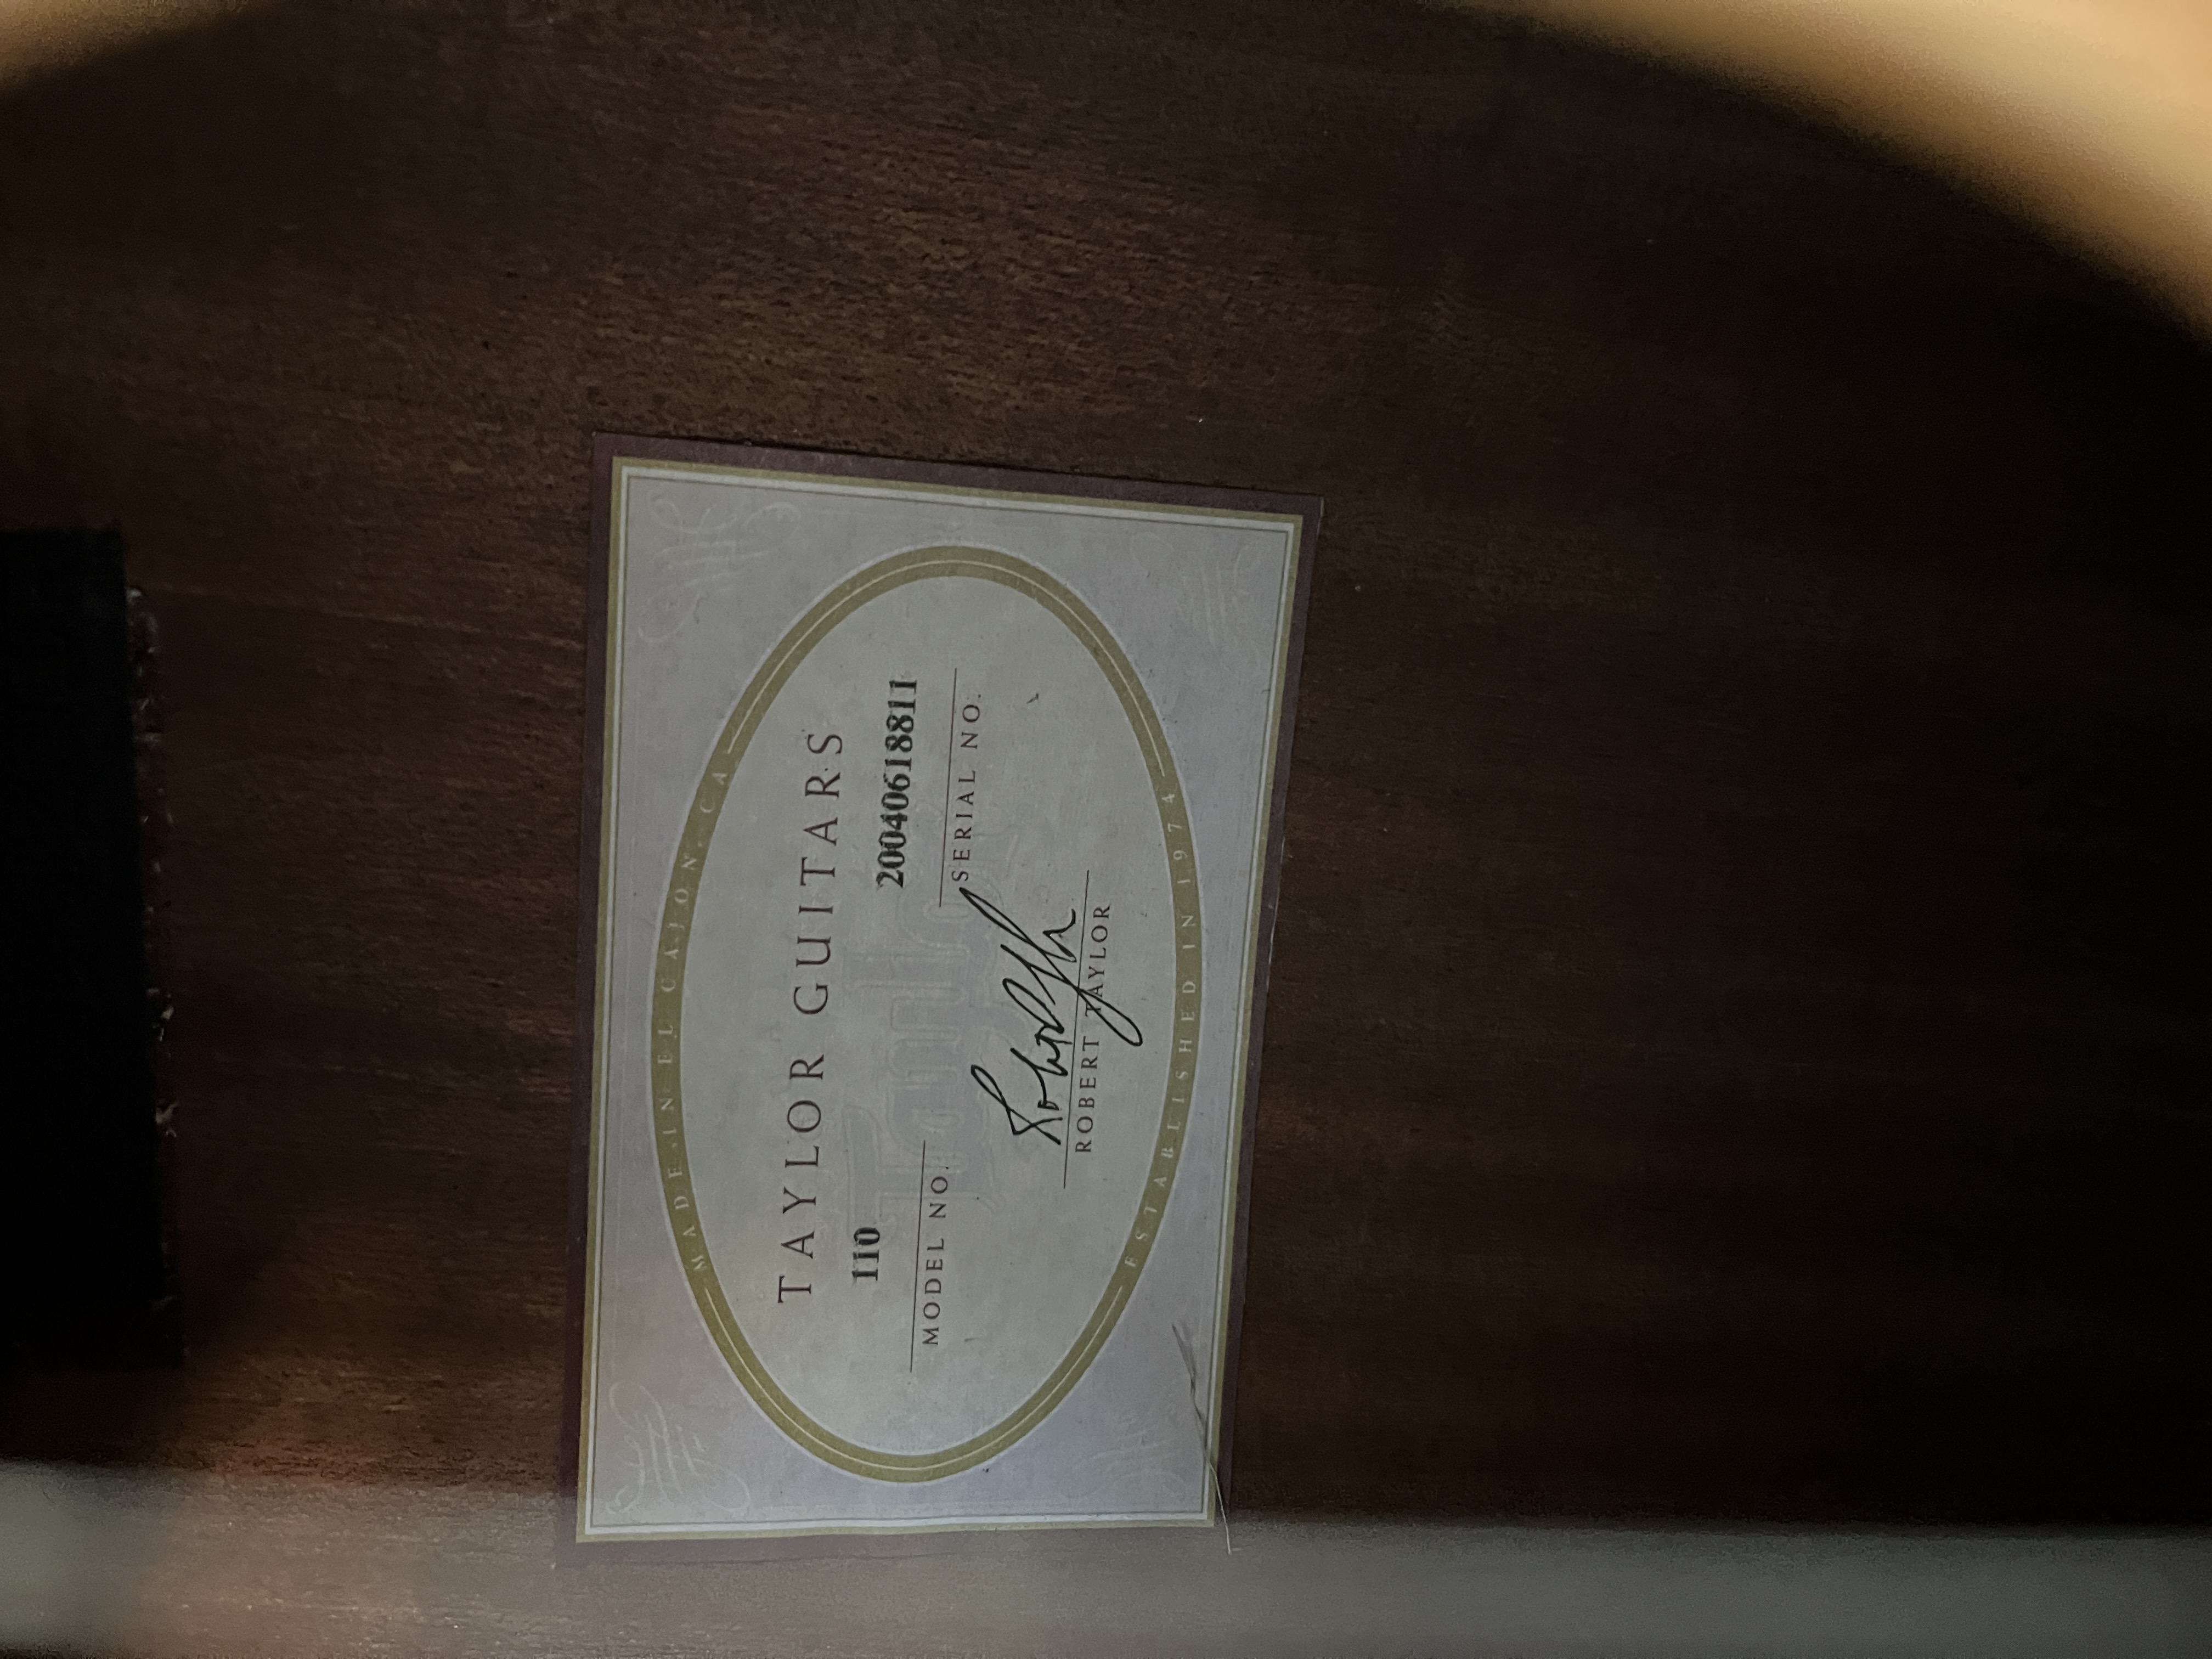 MADE IN EL CAJON, CA
TAYLOR GUITARS
110 20040618811
MODEL NO. SERIAL NO.
ROBERT TAYLOR
ESTABLISHED IN 1974